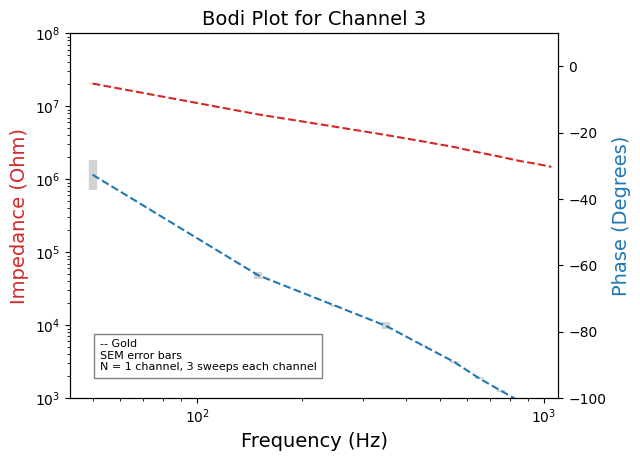 Bodi Plot for Channel 3
Impedance (Ohm)
10^8
10^7
10^6
10^5
10^4
10^3
0
−20
−40
−60
−80
−100
Phase (Degrees)
-- Gold
SEM error bars
N = 1 channel, 3 sweeps each channel
10^2
10^3
Frequency (Hz)